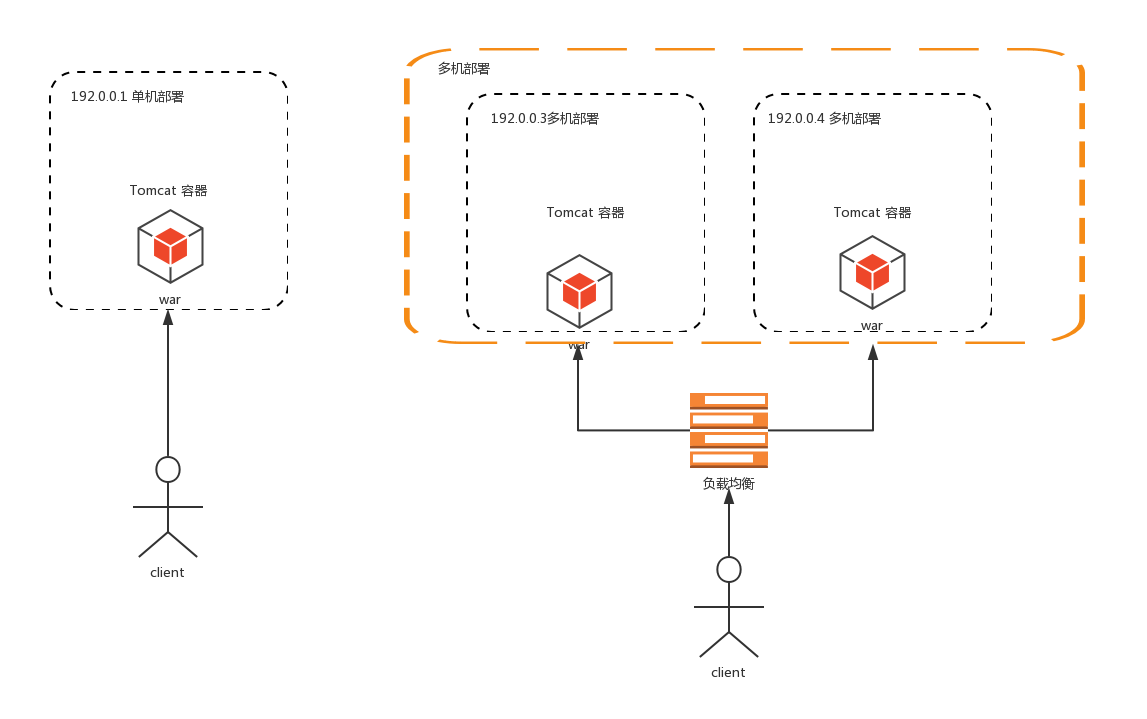 192.0.0.1 单机部署
Tomcat 容器
war
client
多机部署
192.0.0.3多机部署
Tomcat 容器
war
192.0.0.4 多机部署
Tomcat 容器
war
负载均衡
client